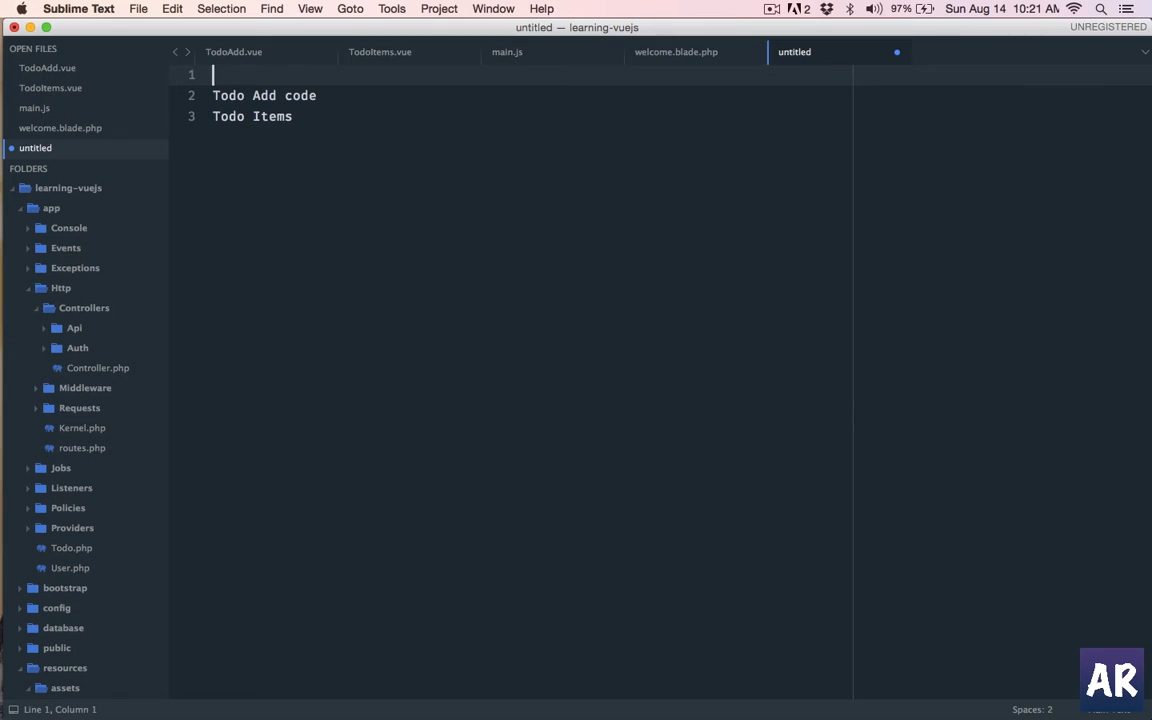 Sublime Text File Edit Selection Find View Goto Tools Project Window Help 2 97% Sun Aug 14 10:21 AM
untitled — learning-vuejs
UNREGISTERED
OPEN FILES
TodoAdd.vue
TodoItems.vue
main.js
welcome.blade.php
untitled
FOLDERS
learning-vuejs
app
Console
Events
Exceptions
Http
Controllers
Api
Auth
Controller.php
Middleware
Requests
Kernel.php
routes.php
Jobs
Listeners
Policies
Providers
Todo.php
User.php
bootstrap
config
database
public
resources
assets
TodoAdd.vue TodoItems.vue main.js welcome.blade.php untitled
1
2 Todo Add code
3 Todo Items
Line 1, Column 1
Spaces: 2
AR